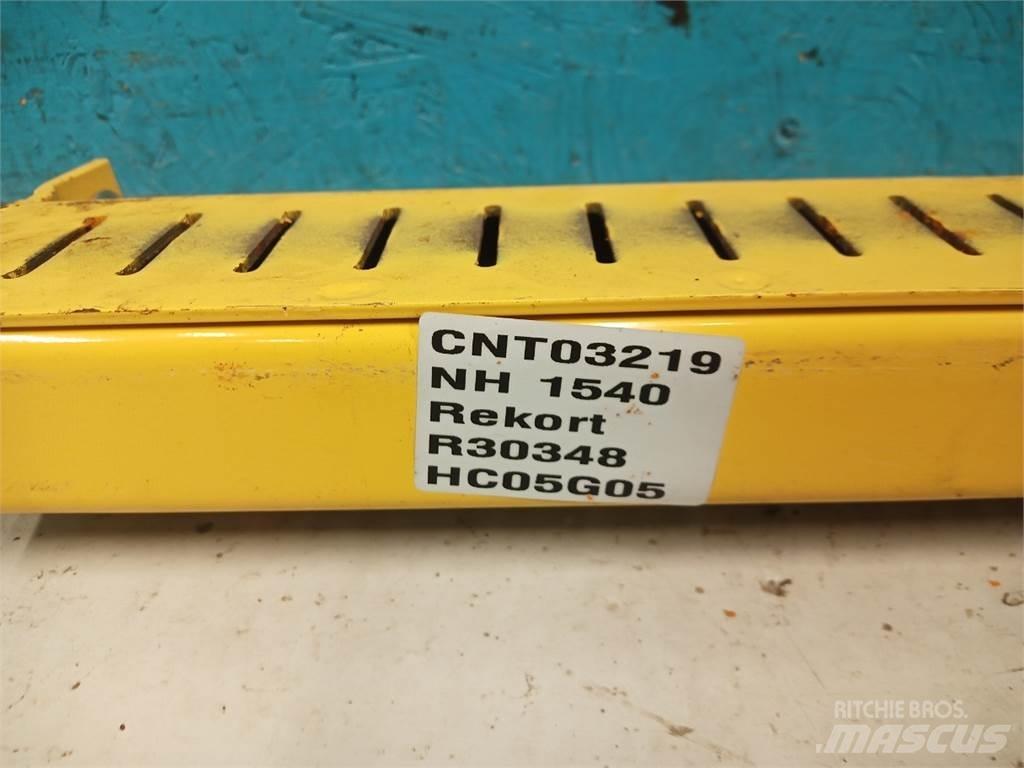 CNT03219
NH 1540
Rekort
R30348
HC05G05
RITCHIE BROS.
MASCUS